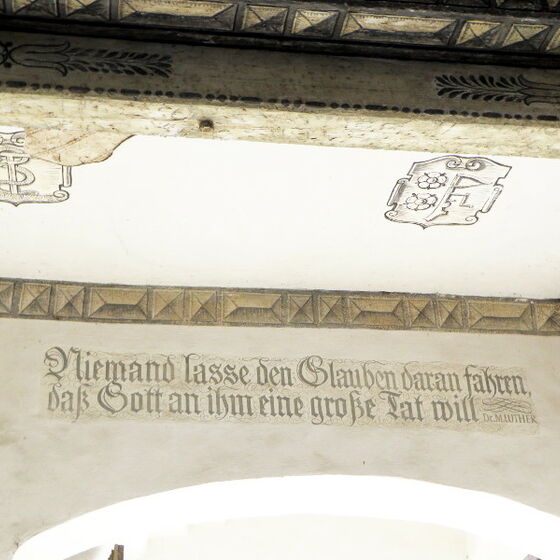 Niemand lasse den Glauben daran fahren,
daß Gott an ihm eine große Tat will
Dr.M.LUTHER